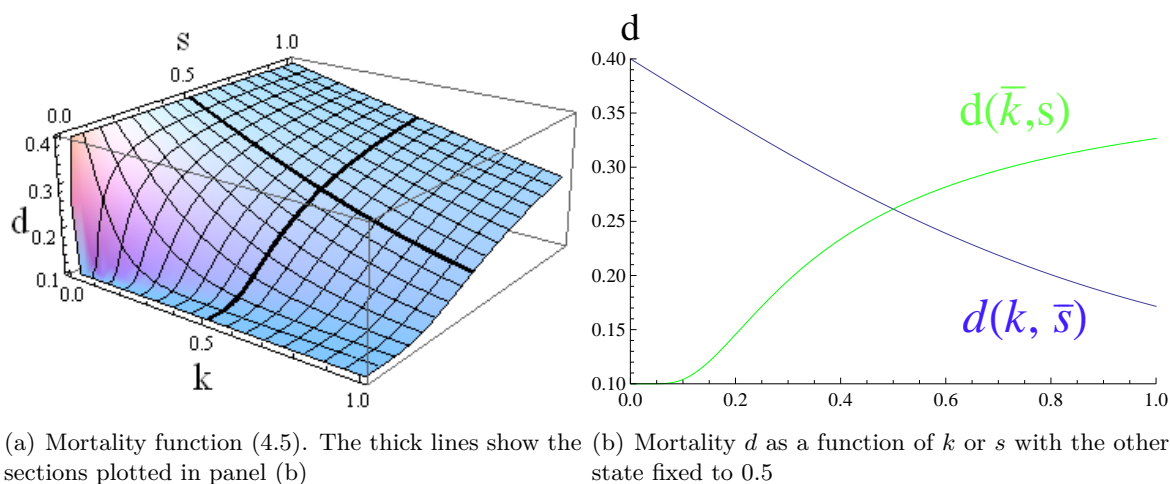 s
1.0
0.5
0.0
0.4
0.3
d
0.2
0.1
0.0
0.5
k
1.0
d
0.40
0.35
0.30
0.25
0.20
0.15
0.10
0.0 0.2 0.4 0.6 0.8 1.0
d(k̄,s)
d(k, s̄)
(a) Mortality function (4.5). The thick lines show the
sections plotted in panel (b)
(b) Mortality d as a function of k or s with the other
state fixed to 0.5